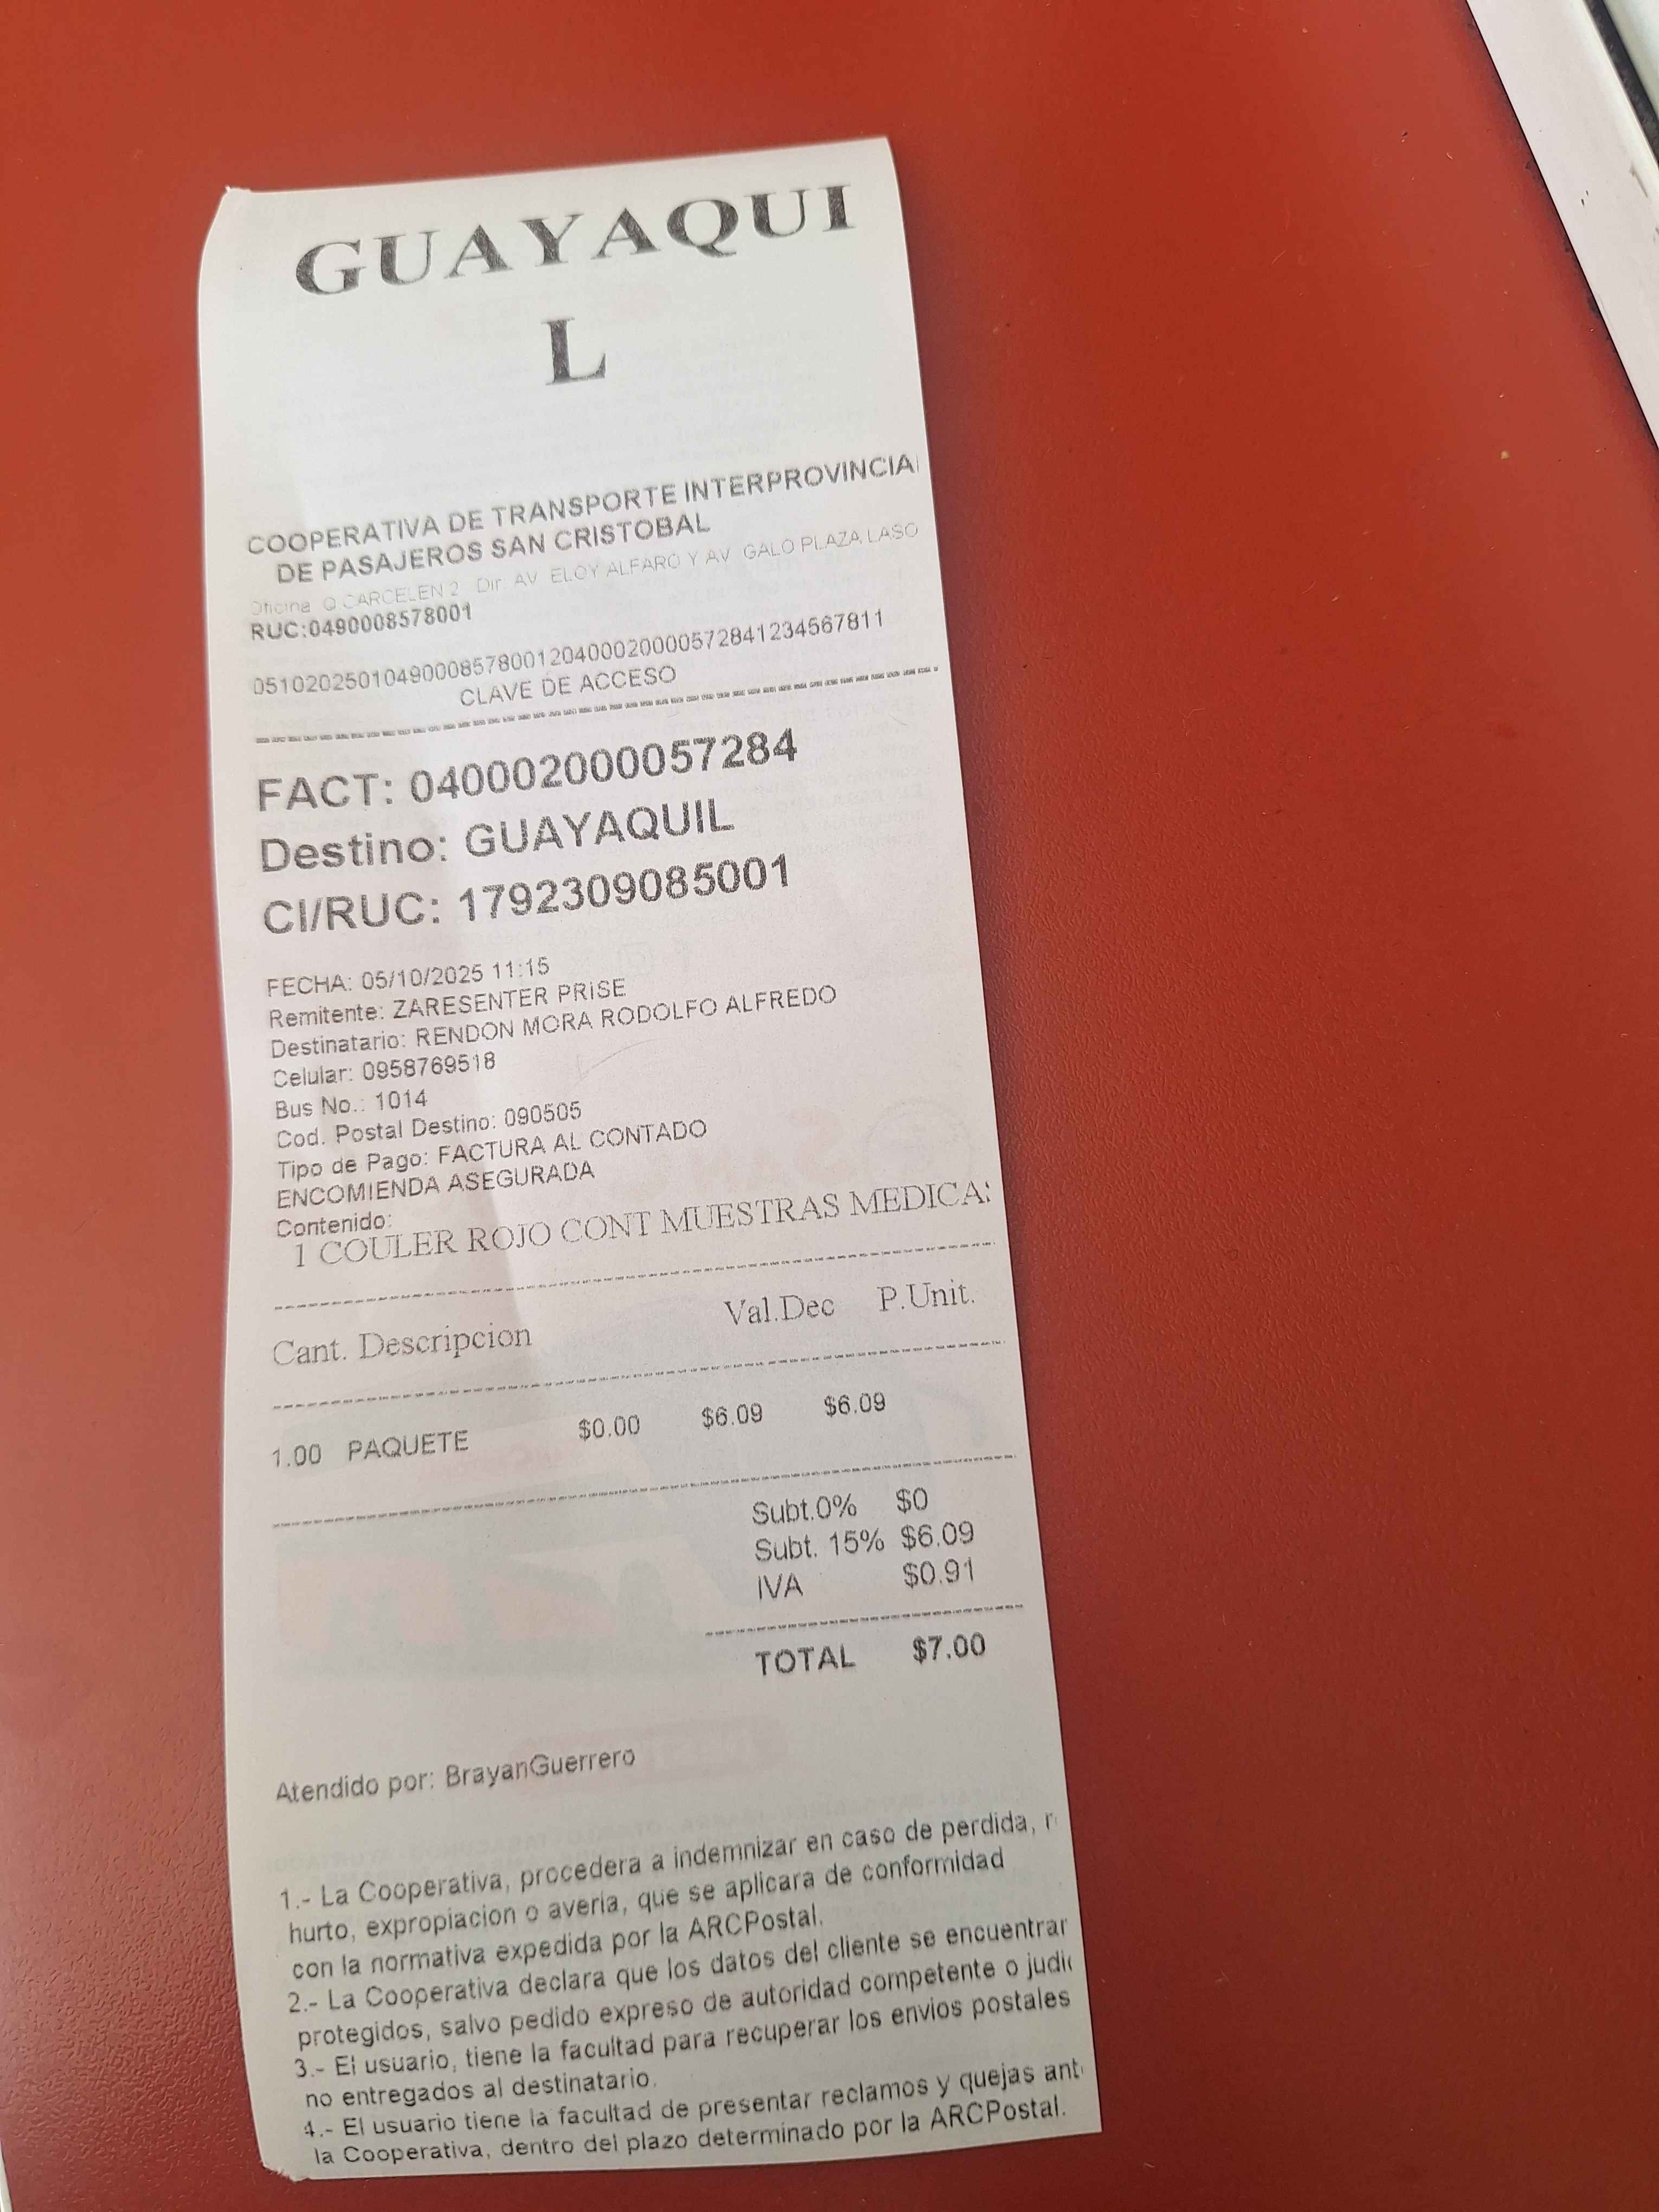 GUAYAQUI
L
COOPERATIVA DE TRANSPORTE INTERPROVINCIA
DE PASAJEROS SAN CRISTOBAL
Oficina O CARCELEN 2 Dir. AV ELOY ALFARO Y AV GALO PLAZA LASO
RUC:0490008578001
0510202501049000857800120400020000572841234567811
CLAVE DE ACCESO
FACT: 040002000057284
Destino: GUAYAQUIL
CI/RUC: 1792309085001
FECHA: 05/10/2025 11:15
Remitente: ZARESENTER PRISE
Destinatario: RENDON MORA RODOLFO ALFREDO
Celular: 0958769518
Bus No.: 1014
Cod. Postal Destino: 090505
Tipo de Pago: FACTURA AL CONTADO
ENCOMIENDA ASEGURADA
Contenido:
1 COULER ROJO CONT MUESTRAS MEDICA
Cant. Descripcion Val.Dec P.Unit.
1.00 PAQUETE $0.00 $6.09 $6.09
Subt.0% $0
Subt. 15% $6.09
IVA $0.91
TOTAL $7.00
Atendido por: BrayanGuerrero
1.- La Cooperativa, procedera a indemnizar en caso de perdida, r
hurto, expropiacion o averia, que se aplicara de conformidad
con la normativa expedida por la ARCPostal.
2.- La Cooperativa declara que los datos del cliente se encuentrar
protegidos, salvo pedido expreso de autoridad competente o judi
3.- El usuario, tiene la facultad para recuperar los envios postales
no entregados al destinatario.
4.- El usuario tiene la facultad de presentar reclamos y quejas ant
la Cooperativa, dentro del plazo determinado por la ARCPostal.